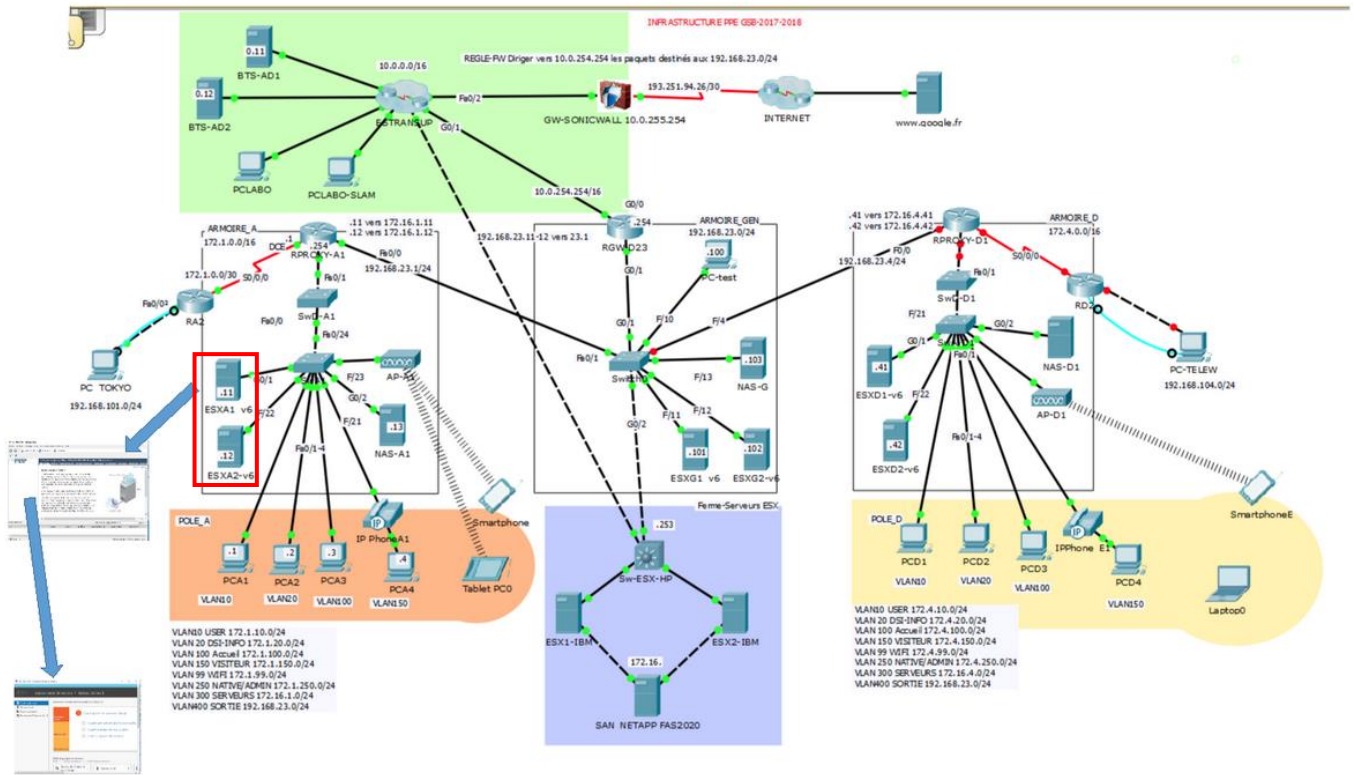 INFRASTRUCTURE PPE GSB-2017-2018
REGLE-FW Diriger vers 10.0.254.254 les paquets destinés aux 192.168.23.0/24
0.11
BTS-AD1
0.12
BTS-AD2
10.0.0.0/16
ESTRANSUP
Fa0/2
G0/1
193.251.94.26/30
GW-SONICWALL 10.0.255.254
INTERNET
www.google.fr
PCLABO
PCLABO-SLAM
10.0.254.254/16
G0/0
.254
RGW-D23
G0/1
192.168.23.11-12 vers 23.1
ARMOIRE_A
172.1.0.0/16
.1
DCE
.254
RPROXY-A1
.11 vers 172.16.1.11
.12 vers 172.16.1.12
Fa0/0
192.168.23.1/24
Fa0/1
172.1.0.0/30
S0/0/0
Fa0/0
RA2
SwD-A1
Fa0/0
Fa0/24
PC TOKYO
192.168.101.0/24
.11
ESXA1 v6
G0/1
F/22
.12
ESXA2-v6
F/23
AP-A1
G0/2
F/21
.13
NAS-A1
Fa0/1-4
ARMOIRE_GEN
192.168.23.0/24
.100
PC-test
F/10
F/4
G0/1
Fa0/1
Switch0
.103
NAS-G
F/13
F/11
F/12
G0/2
.101
ESXG1 v6
.102
ESXG2-v6
.41 vers 172.16.4.41
.42 vers 172.16.4.42
ARMOIRE_D
172.4.0.0/16
RPROXY-D1
F0/0
192.168.23.4/24
Fa0/1
S0/0/0
RD2
SwD-D1
F/21
G0/1
G0/2
Fa0/1
.41
ESXD1-v6
F/22
.42
ESXD2-v6
NAS-D1
AP-D1
Fa0/1-4
PC-TELEW
192.168.104.0/24
POLE_A
IP
IP PhoneA1
.1
PCA1
VLAN10
.2
PCA2
VLAN20
.3
PCA3
VLAN100
.4
PCA4
VLAN150
Smartphone
Tablet PC0
VLAN10 USER 172.1.10.0/24
VLAN 20 DSI-INFO 172.1.20.0/24
VLAN 100 Accueil 172.1.100.0/24
VLAN 150 VISITEUR 172.1.150.0/24
VLAN 99 WIFI 172.1.99.0/24
VLAN 250 NATIVE/ADMIN 172.1.250.0/24
VLAN 300 SERVEURS 172.16.1.0/24
VLAN400 SORTIE 192.168.23.0/24
Ferme-Serveurs ESX
.253
Sw-ESX-HP
ESX1-IBM
ESX2-IBM
172.16.
SAN NETAPP FAS2020
POLE_D
PCD1
VLAN10
PCD2
VLAN20
PCD3
VLAN100
IP
IPPhone E1
PCD4
VLAN150
SmartphoneE
Laptop0
VLAN10 USER 172.4.10.0/24
VLAN 20 DSI-INFO 172.4.20.0/24
VLAN 100 Accueil 172.4.100.0/24
VLAN 150 VISITEUR 172.4.150.0/24
VLAN 99 WIFI 172.4.99.0/24
VLAN 250 NATIVE/ADMIN 172.4.250.0/24
VLAN 300 SERVEURS 172.16.4.0/24
VLAN400 SORTIE 192.168.23.0/24